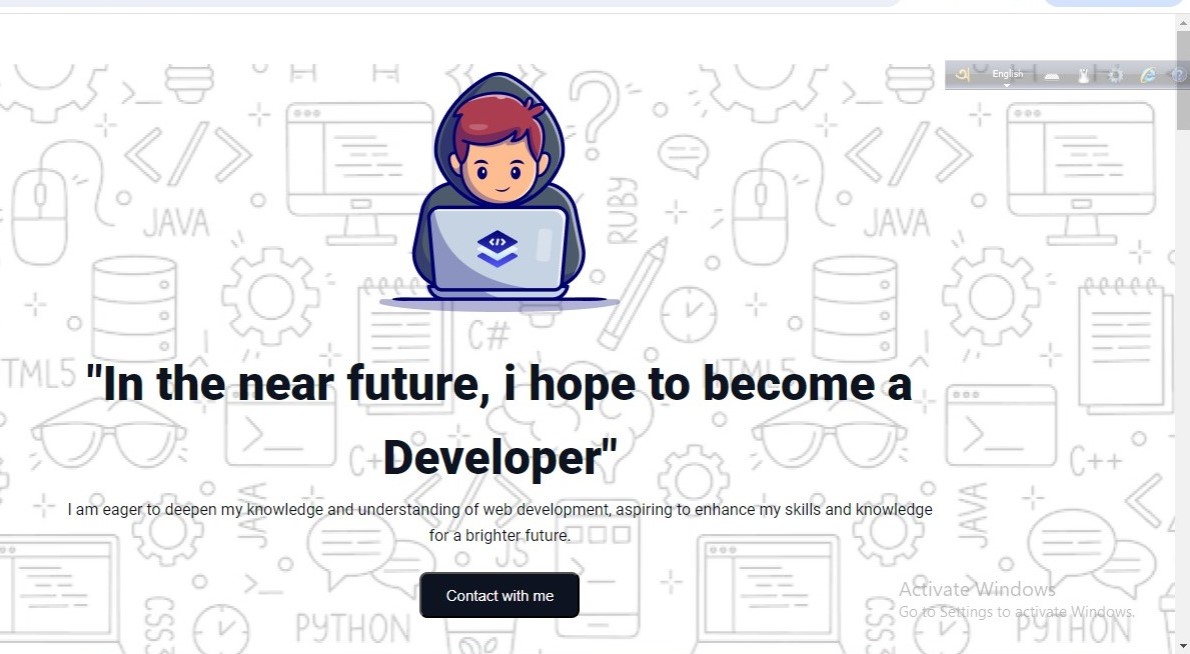 অ English
JAVA
RUBY
JAVA
C#
HTML5
HTML5
"In the near future, i hope to become a
Developer"
C++
I am eager to deepen my knowledge and understanding of web development, aspiring to enhance my skills and knowledge
for a brighter future.
JAVA
JS
JAVA
Contact with me
Activate Windows
Go to Settings to activate Windows.
CSS
PYTHON
CSS
PYTHON